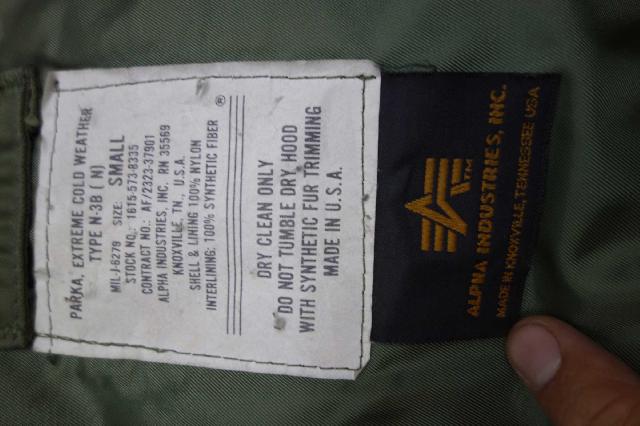 PARKA, EXTREME COLD WEATHER
TYPE N-3B (N)
MIL-J-6279 SIZE: SMALL
STOCK NO.: 1615-573-8335
CONTRACT NO.: AF/2323-37901
ALPHA INDUSTRIES, INC. RN 35569
KNOXVILLE, TN., U.S.A.
SHELL & LINING 100% NYLON
INTERLINING: 100% SYNTHETIC FIBER
®
DRY CLEAN ONLY
DO NOT TUMBLE DRY HOOD
WITH SYNTHETIC FUR TRIMMING
MADE IN U.S.A.
TM
ALPHA INDUSTRIES, INC.
MADE IN KNOXVILLE, TENNESSEE USA